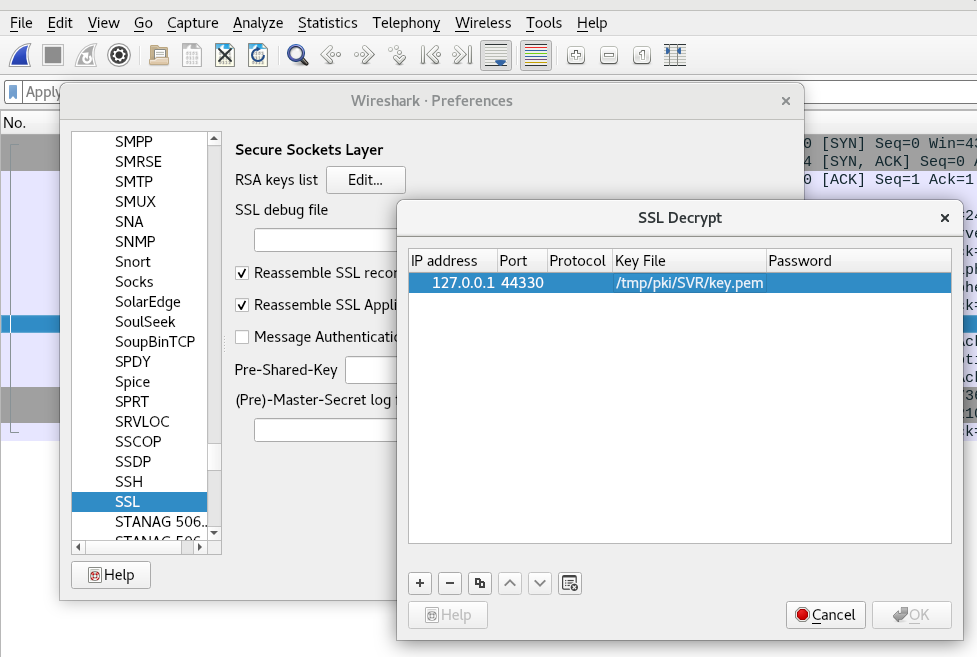 File Edit View Go Capture Analyze Statistics Telephony Wireless Tools Help
Apply
No.
Wireshark · Preferences
SMPP
SMRSE
SMTP
SMUX
SNA
SNMP
Snort
Socks
SolarEdge
SoulSeek
SoupBinTCP
SPDY
Spice
SPRT
SRVLOC
SSCOP
SSDP
SSH
SSL
STANAG 506..
STANAG 506
Help
Secure Sockets Layer
RSA keys list Edit...
SSL debug file
Reassemble SSL recor
Reassemble SSL Appli
Message Authenticatio
Pre-Shared-Key
(Pre)-Master-Secret log
0 [SYN] Seq=0 Win=43
4 [SYN, ACK] Seq=0 A
0 [ACK] Seq=1 Ack=1
SSL Decrypt
IP address Port Protocol Key File Password
127.0.0.1 44330 /tmp/pki/SVR/key.pem
Help Cancel OK